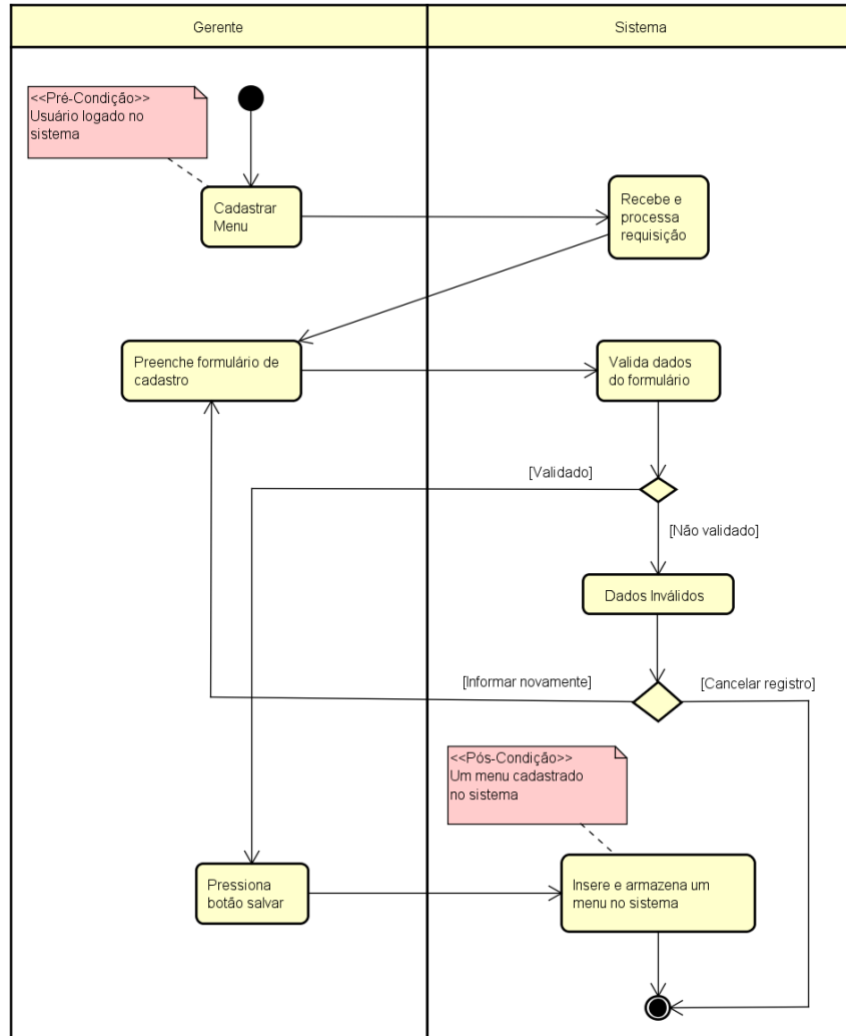 Gerente
Sistema
<<Pré-Condição>>
Usuário logado no
sistema
Cadastrar
Menu
Recebe e
processa
requisição
Preenche formulário de
cadastro
Valida dados
do formulário
[Validado]
[Não validado]
Dados Inválidos
[Informar novamente]
[Cancelar registro]
<<Pós-Condição>>
Um menu cadastrado
no sistema
Pressiona
botão salvar
Insere e armazena um
menu no sistema